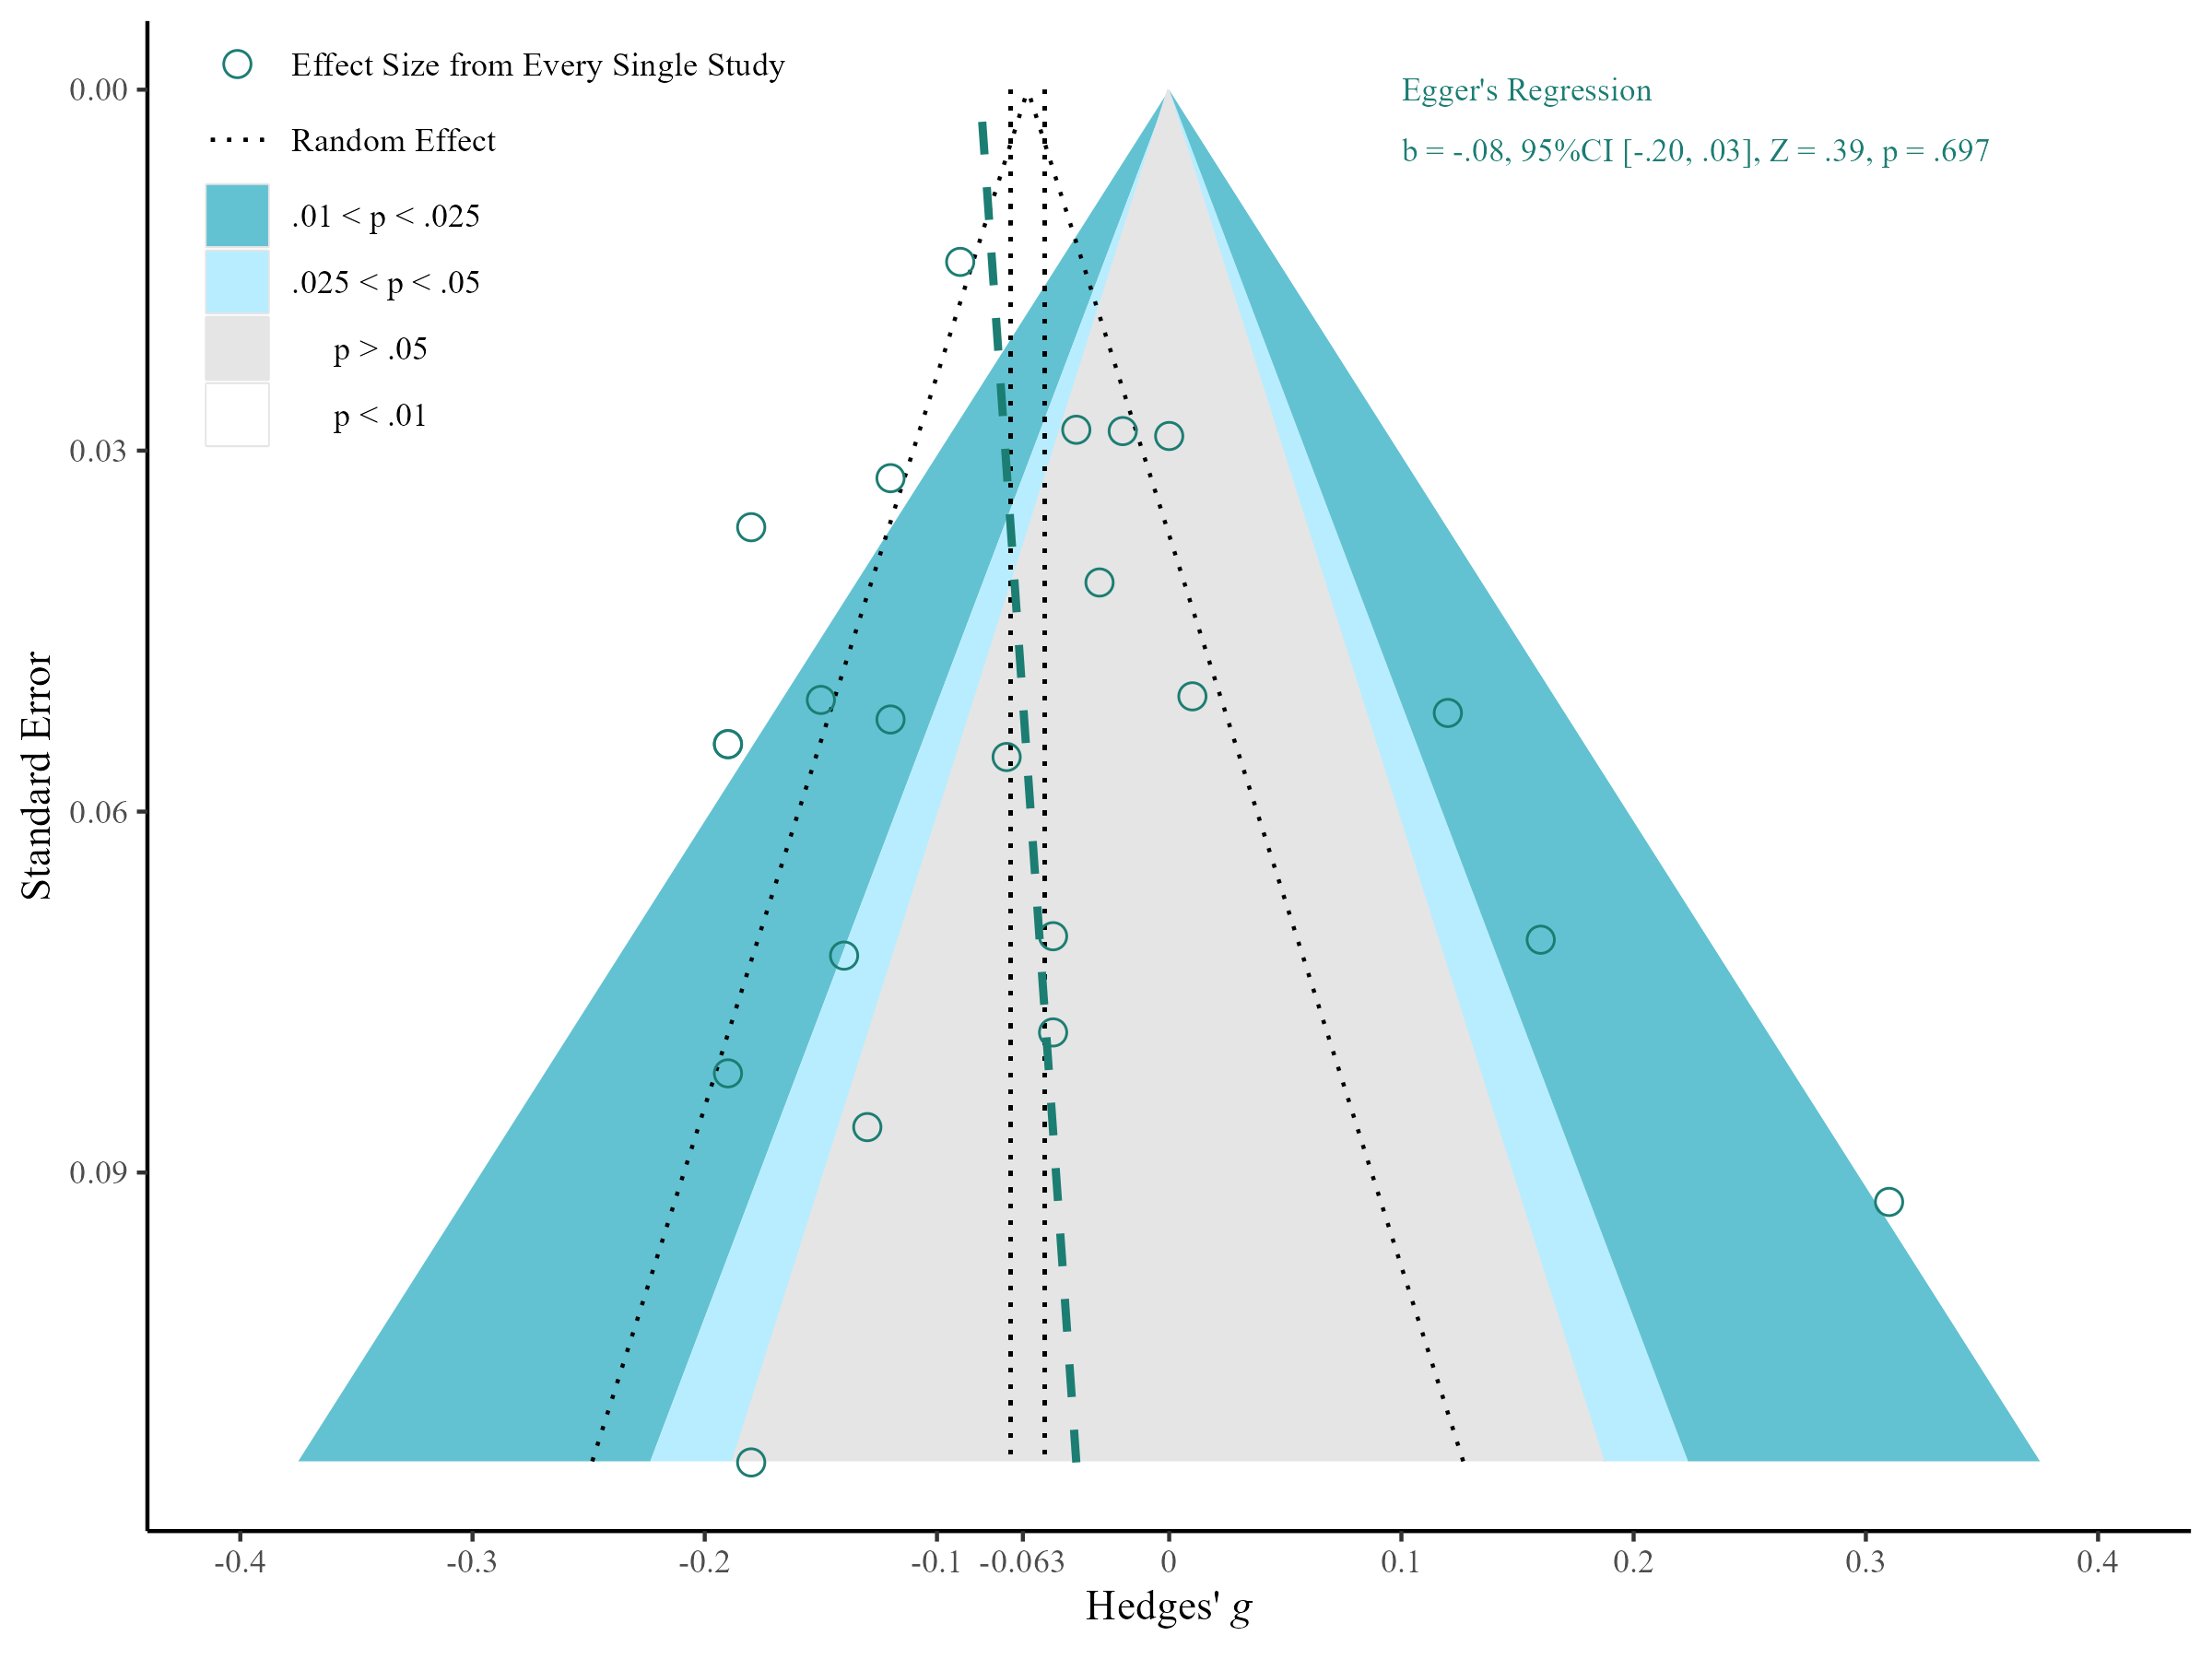 Effect Size from Every Single Study
Random Effect
.01 < p < .025
.025 < p < .05
p > .05
p < .01
Egger's Regression
b = -.08, 95%CI [-.20, .03], Z = .39, p = .697
Standard Error
0.00
0.03
0.06
0.09
-0.4 -0.3 -0.2 -0.1 -0.063 0 0.1 0.2 0.3 0.4
Hedges' g